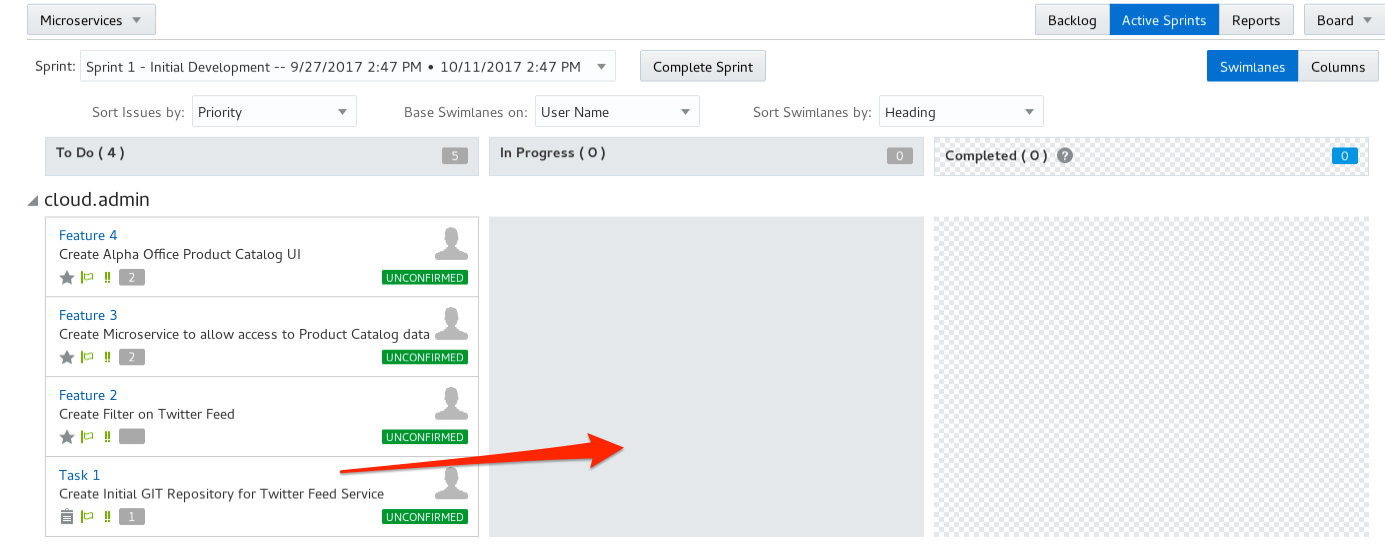 Microservices
Backlog Active Sprints Reports Board
Sprint: Sprint 1 - Initial Development -- 9/27/2017 2:47 PM • 10/11/2017 2:47 PM Complete Sprint Swimlanes Columns
Sort Issues by: Priority Base Swimlanes on: User Name Sort Swimlanes by: Heading
To Do ( 4 ) 5 In Progress ( 0 ) 0 Completed ( 0 ) ? 0
cloud.admin
Feature 4
Create Alpha Office Product Catalog UI
2 UNCONFIRMED
Feature 3
Create Microservice to allow access to Product Catalog data
2 UNCONFIRMED
Feature 2
Create Filter on Twitter Feed
UNCONFIRMED
Task 1
Create Initial GIT Repository for Twitter Feed Service
1 UNCONFIRMED